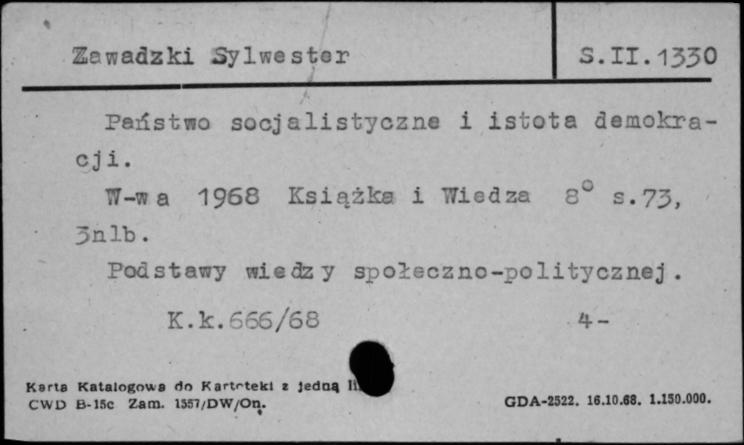 Zawadzki Sylwester S.II.1330
Państwo socjalistyczne i istota demokra-
cji.
W-wa 1968 Książka i Wiedza 8° s.73,
3nlb.
Podstawy wiedzy społeczno-politycznej.
K.k.666/68 4-
Karta Katalogowa do Kartoteki z jedną
CWD B-15c Zam. 1557/DW/On. GDA-2522. 16.10.68. 1.150.000.